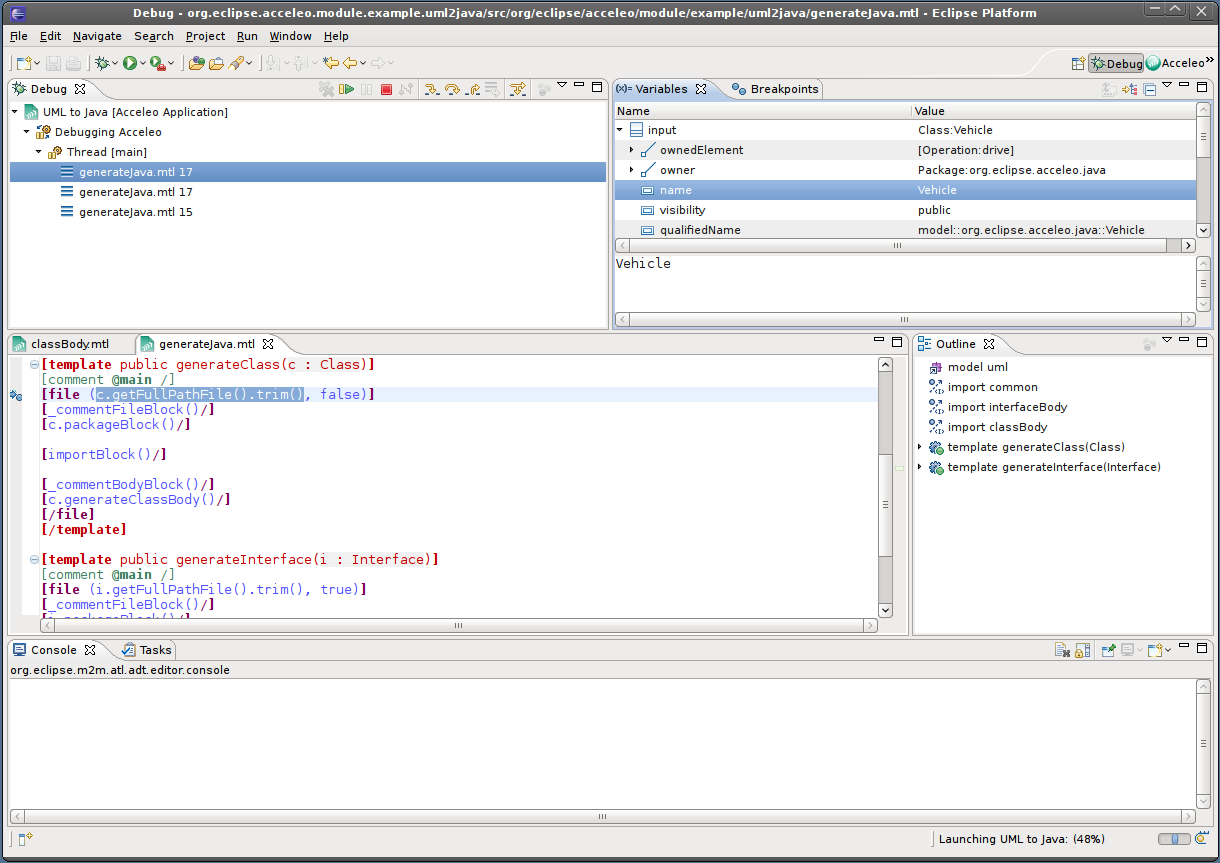 Debug - org.eclipse.acceleo.module.example.uml2java/src/org/eclipse/acceleo/module/example/uml2java/generateJava.mtl - Eclipse Platform
File Edit Navigate Search Project Run Window Help
Debug Acceleo
Debug
UML to Java [Acceleo Application]
Debugging Acceleo
Thread [main]
generateJava.mtl 17
generateJava.mtl 17
generateJava.mtl 15
(x)= Variables Breakpoints
Name Value
input Class:Vehicle
ownedElement [Operation:drive]
owner Package:org.eclipse.acceleo.java
name Vehicle
visibility public
qualifiedName model::org.eclipse.acceleo.java::Vehicle
Vehicle
classBody.mtl generateJava.mtl
[template public generateClass(c : Class)]
[comment @main /]
[file (c.getFullPathFile().trim(), false)]
[_commentFileBlock()/]
[c.packageBlock()/]
[importBlock()/]
[_commentBodyBlock()/]
[c.generateClassBody()/]
[/file]
[/template]
[template public generateInterface(i : Interface)]
[comment @main /]
[file (i.getFullPathFile().trim(), true)]
[_commentFileBlock()/]
[i.packageBlock()/]
Outline
model uml
import common
import interfaceBody
import classBody
template generateClass(Class)
template generateInterface(Interface)
Console Tasks
org.eclipse.m2m.atl.adt.editor.console
Launching UML to Java: (48%)